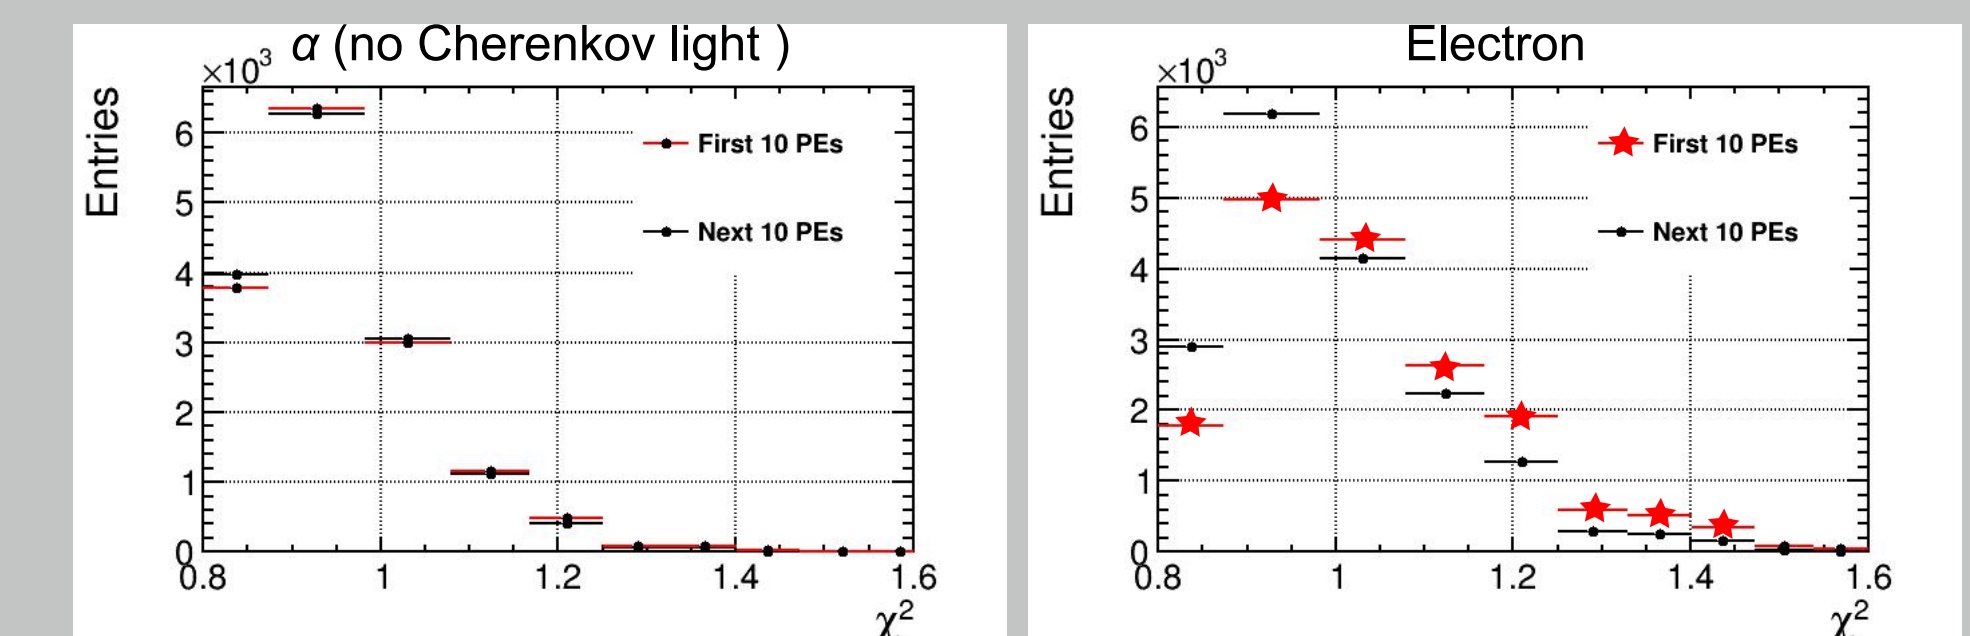 α (no Cherenkov light )
×10³
Entries
6
5
4
3
2
1
0
0.8 1 1.2 1.4 1.6
χ²
First 10 PEs
Next 10 PEs
Electron
×10³
Entries
6
5
4
3
2
1
0
0.8 1 1.2 1.4 1.6
χ²
First 10 PEs
Next 10 PEs